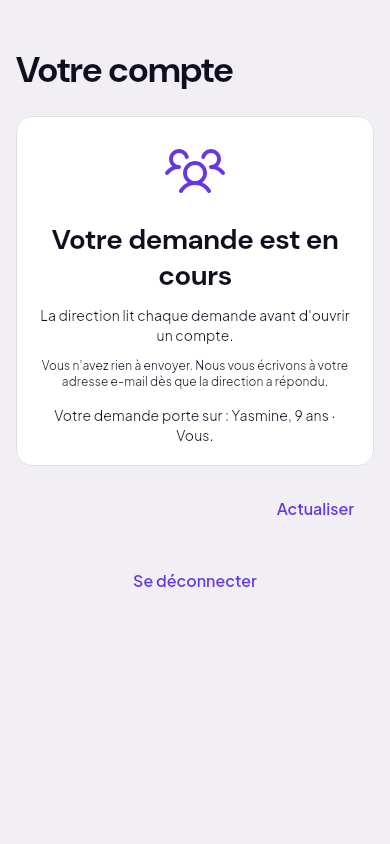 Votre compte
Votre demande est en
cours
La direction lit chaque demande avant d'ouvrir
un compte.
Vous n'avez rien à envoyer. Nous vous écrivons à votre
adresse e-mail dès que la direction a répondu.
Votre demande porte sur : Yasmine, 9 ans ·
Vous.
Actualiser
Se déconnecter